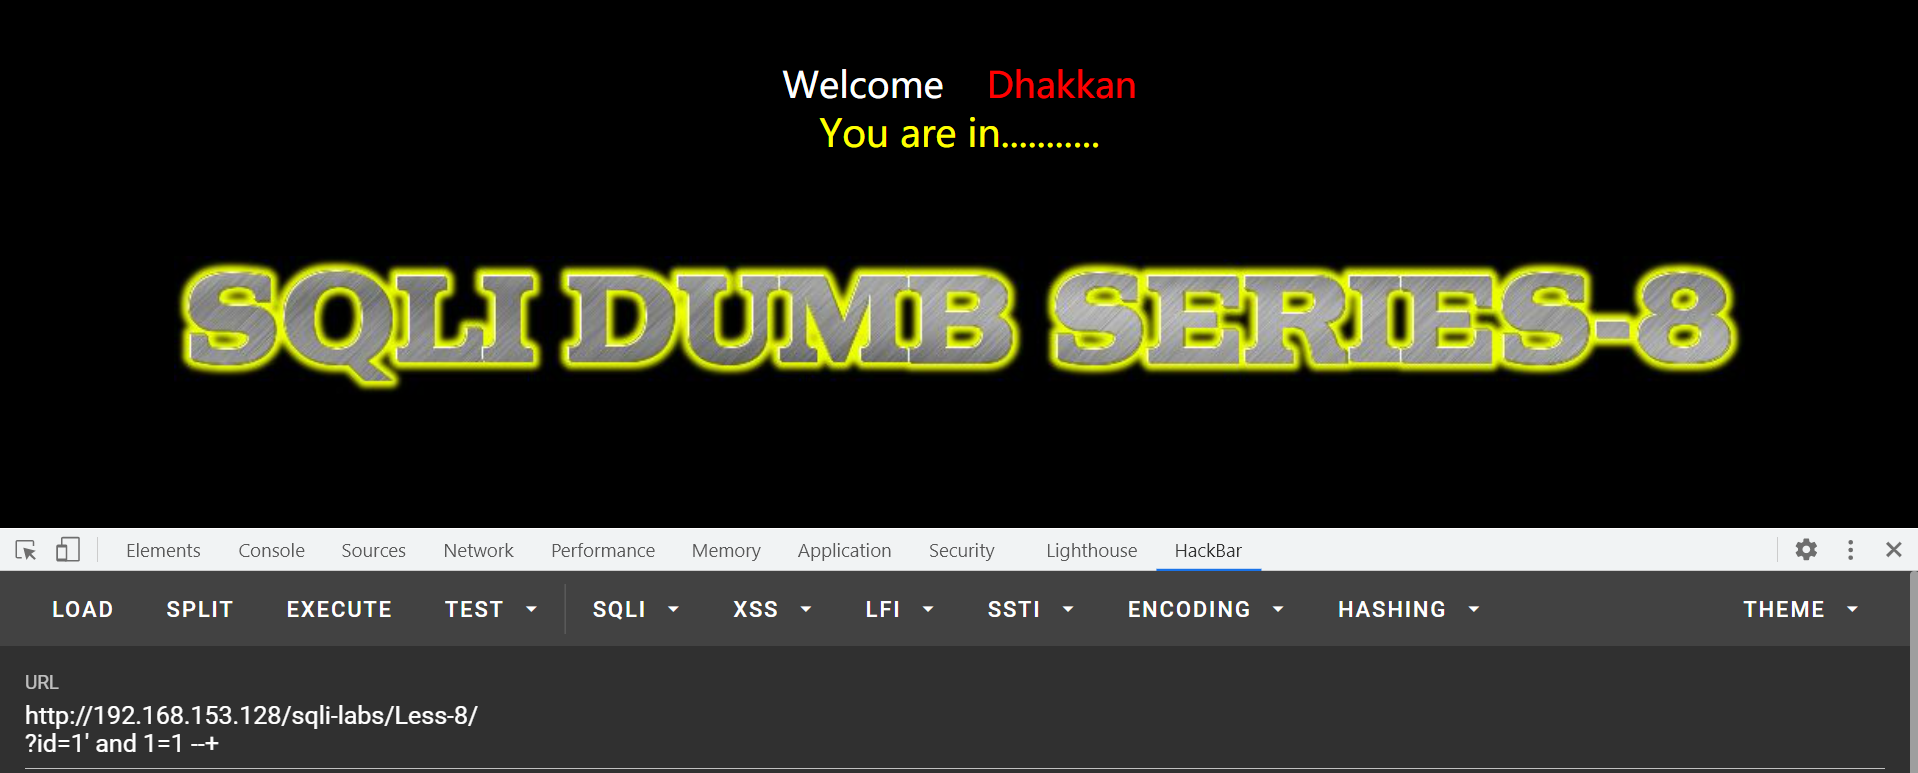 Welcome Dhakkan
You are in...........
SQLI DUMB SERIES-8
Elements Console Sources Network Performance Memory Application Security Lighthouse HackBar
LOAD SPLIT EXECUTE TEST SQLI XSS LFI SSTI ENCODING HASHING THEME
URL
http://192.168.153.128/sqli-labs/Less-8/
?id=1' and 1=1 --+